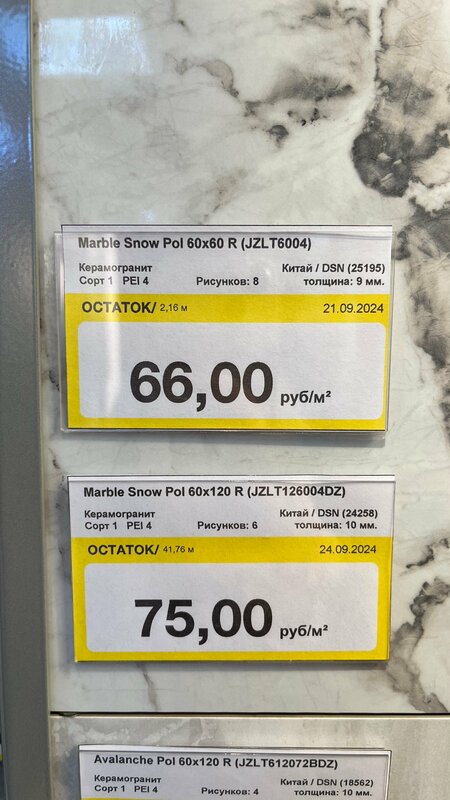 Marble Snow Pol 60x60 R (JZLT6004)
Керамогранит Китай / DSN (25195)
Сорт 1 PEI 4 Рисунков: 8 толщина: 9 мм.
ОСТАТОК/ 2,16 м 21.09.2024
66,00 руб/м²
Marble Snow Pol 60x120 R (JZLT126004DZ)
Керамогранит Китай / DSN (24258)
Сорт 1 PEI 4 Рисунков: 6 толщина: 10 мм.
ОСТАТОК/ 41,76 м 24.09.2024
75,00 руб/м²
Avalanche Pol 60x120 R (JZLT612072BDZ)
Керамогранит Китай / DSN (18562)
Сорт 1 PEI 4 Рисунков: 4 толщина: 10 мм.